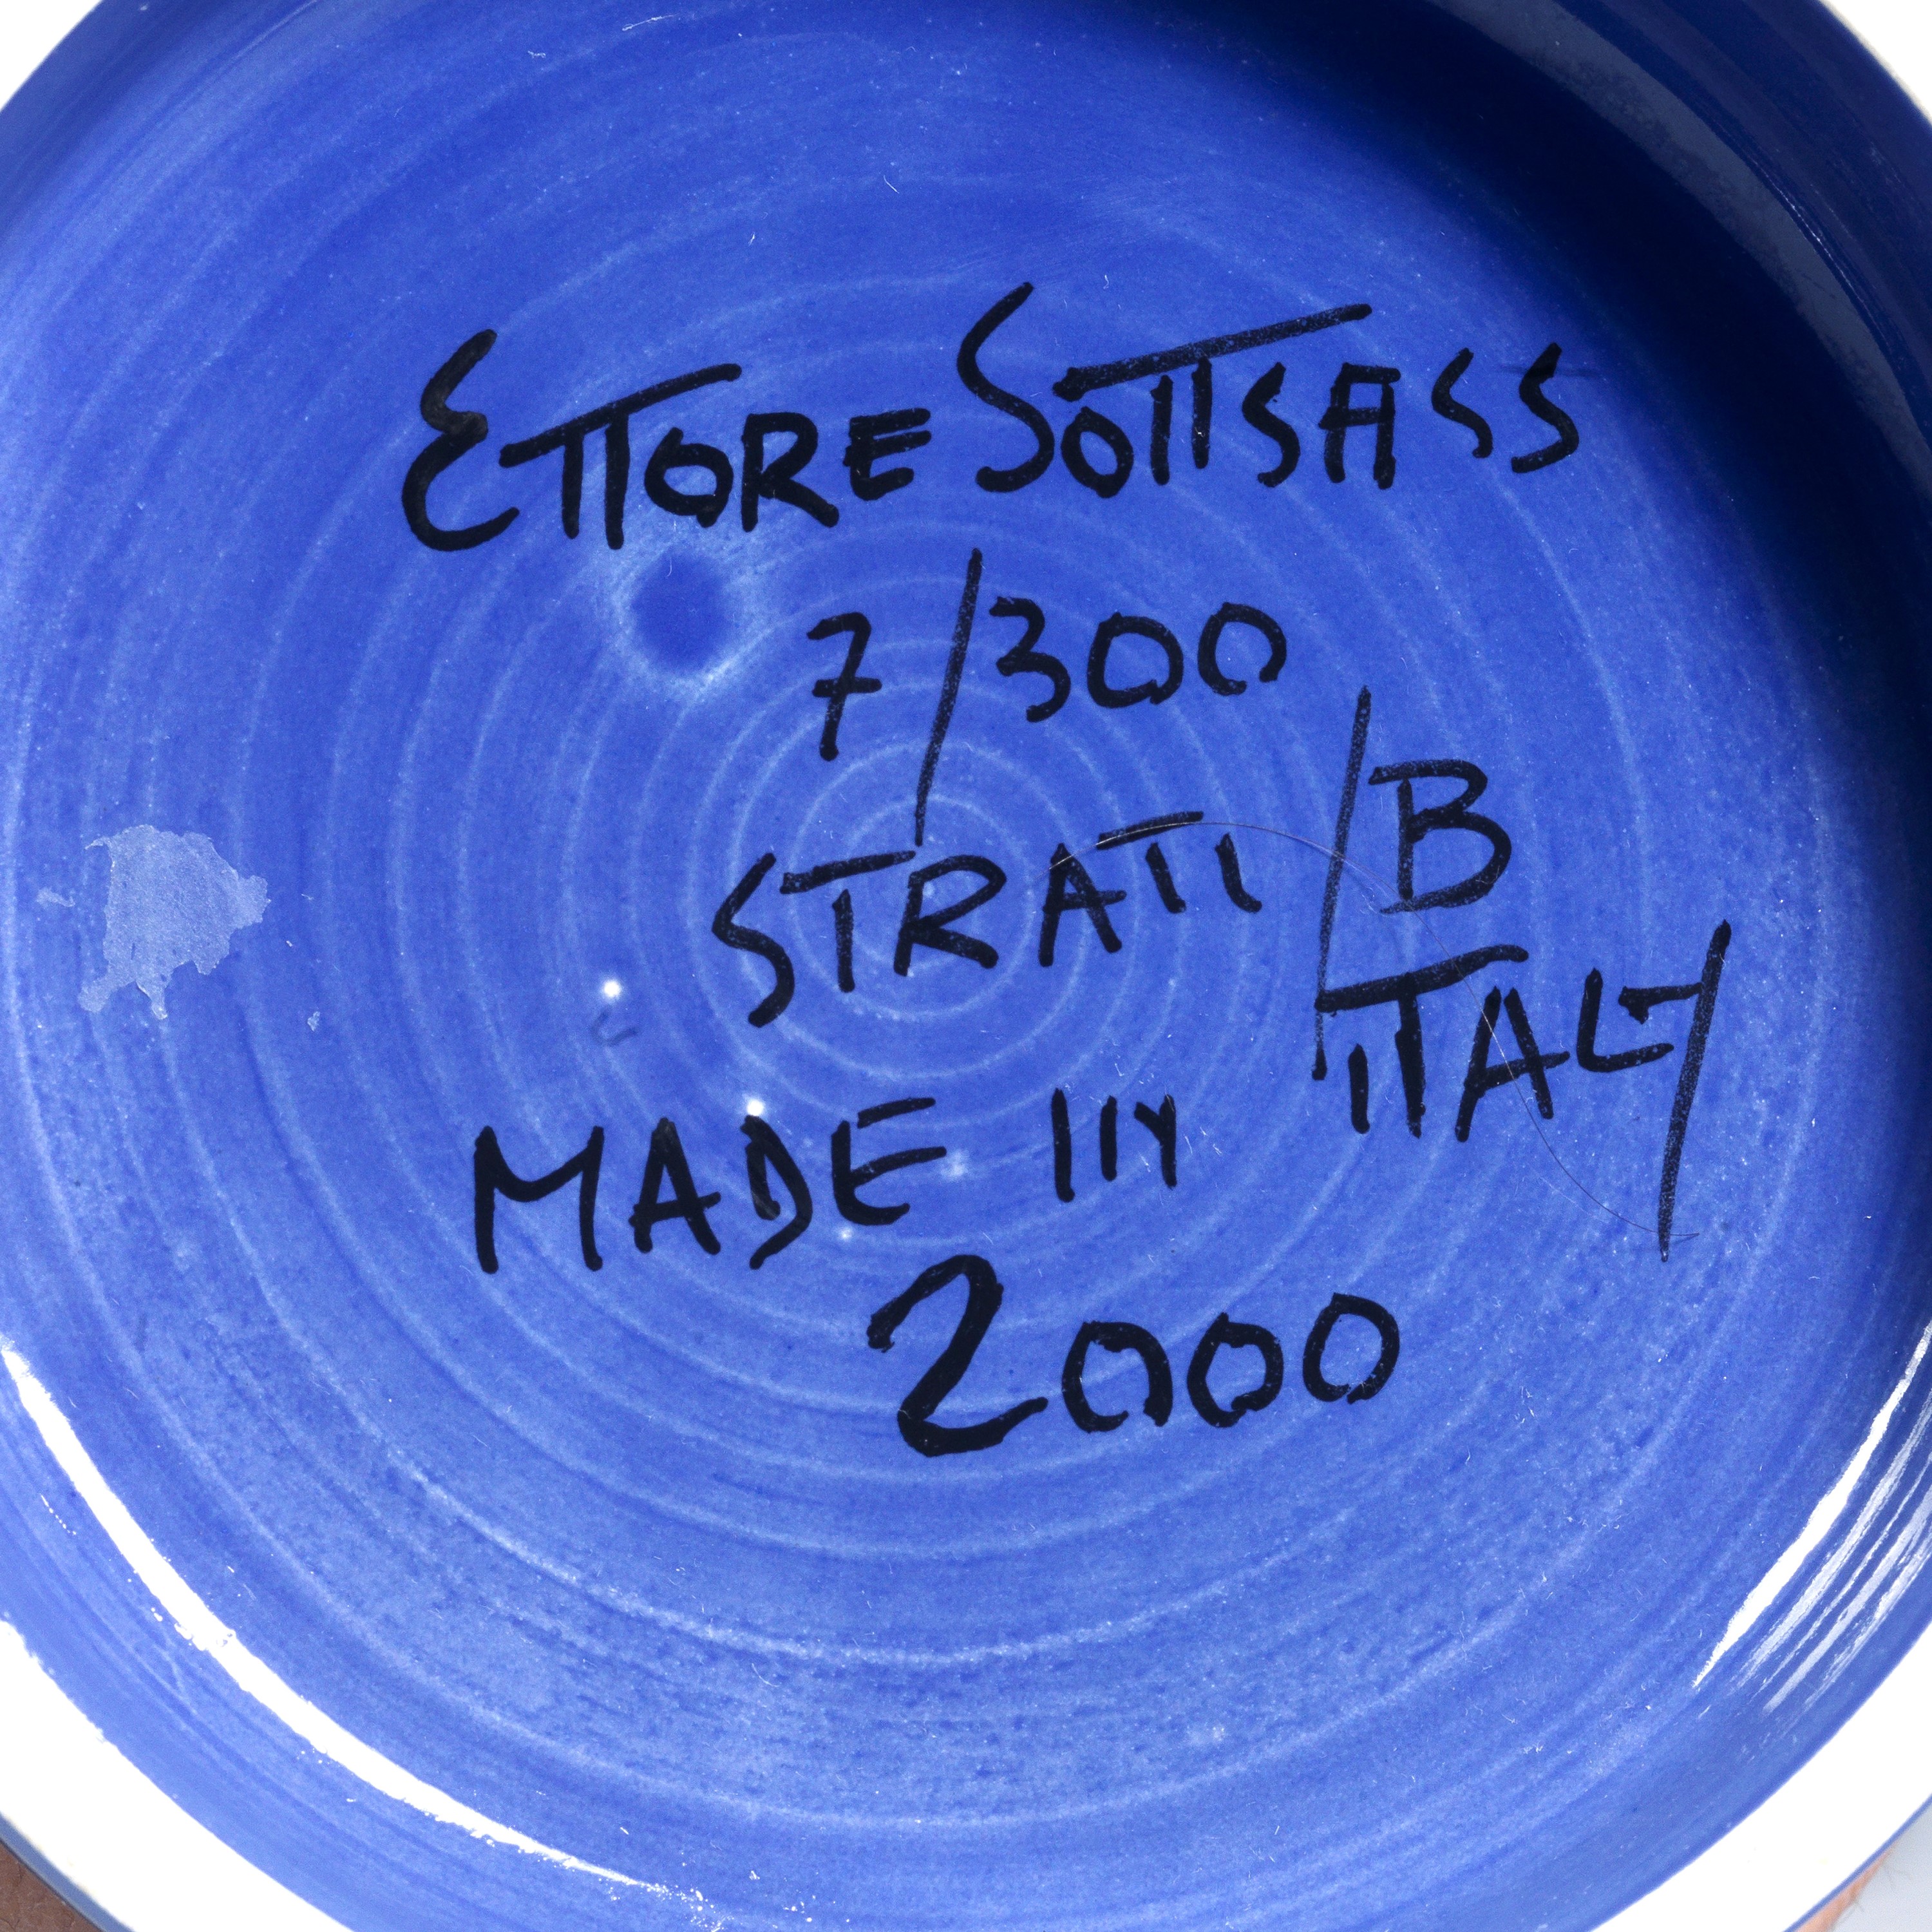 ETTORE SOTTSASS
7/300
STRATI/B
MADE IN ITALY
2000